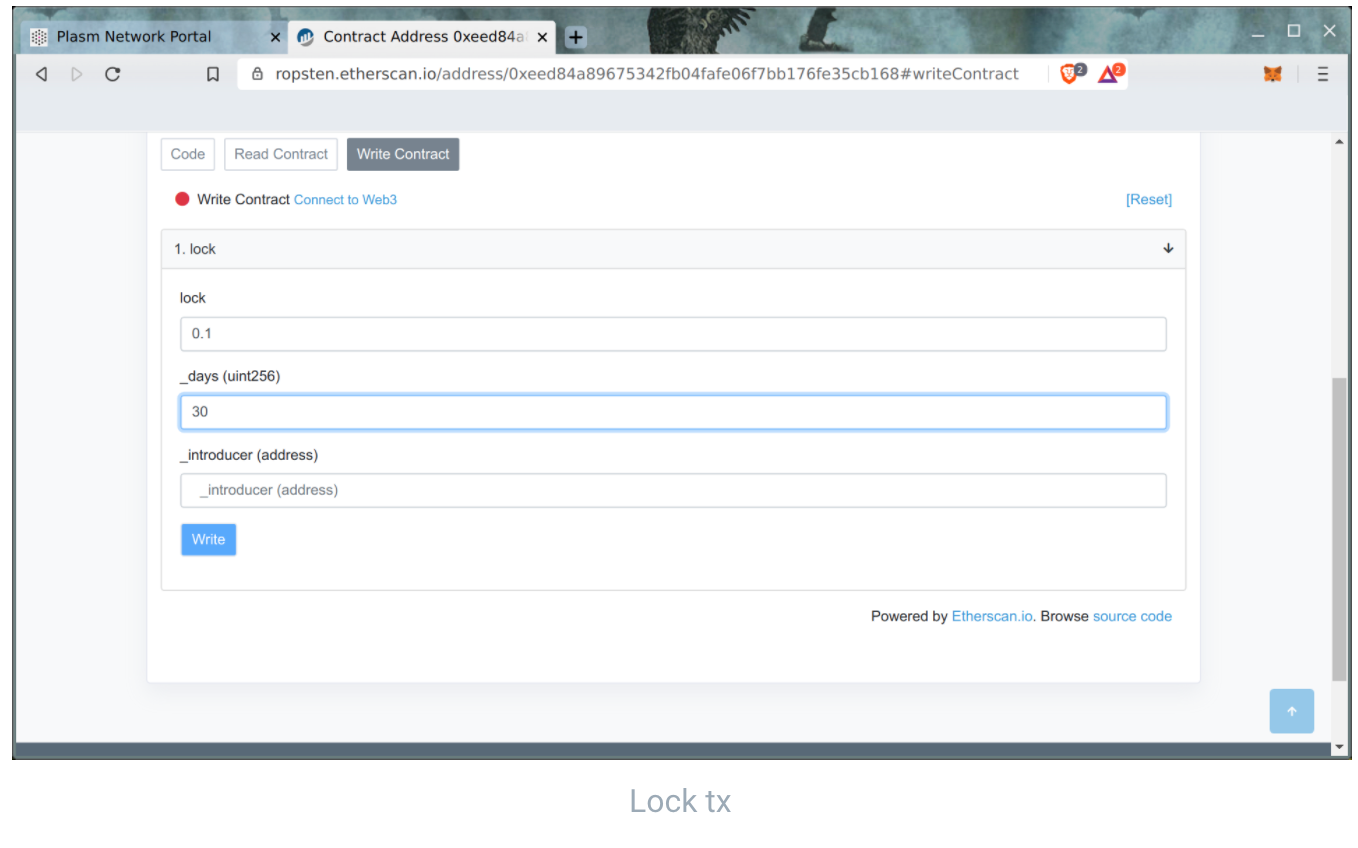 Plasm Network Portal
Contract Address 0xeed84a
ropsten.etherscan.io/address/0xeed84a89675342fb04fafe06f7bb176fe35cb168#writeContract
2
2
Code
Read Contract
Write Contract
Write Contract Connect to Web3
[Reset]
1. lock
lock
0.1
_days (uint256)
30
_introducer (address)
_introducer (address)
Write
Powered by Etherscan.io. Browse source code
Lock tx